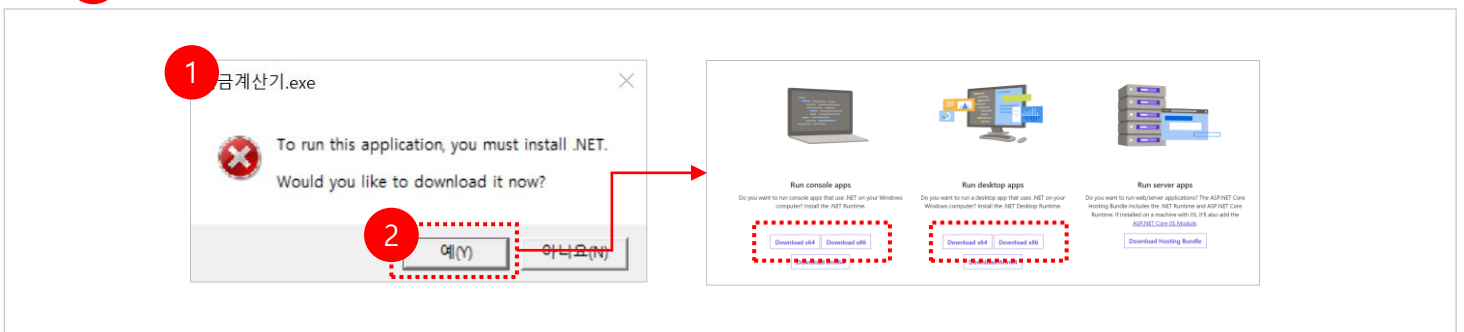 1
금계산기.exe
To run this application, you must install .NET.
Would you like to download it now?
2
예(Y)
아니요(N)
Run console apps
Do you want to run console apps that use .NET on your Windows
computer? Install the .NET Runtime.
Download x64
Download x86
Run desktop apps
Do you want to run a desktop app that uses .NET on your
Windows computer? Install the .NET Desktop Runtime.
Download x64
Download x86
Run server apps
Do you want to run web/server applications? The ASP.NET Core
Hosting Bundle includes the .NET Runtime and ASP.NET Core
Runtime. If installed on a machine with IIS, it'll also add the
ASP.NET Core IIS Module.
Download Hosting Bundle